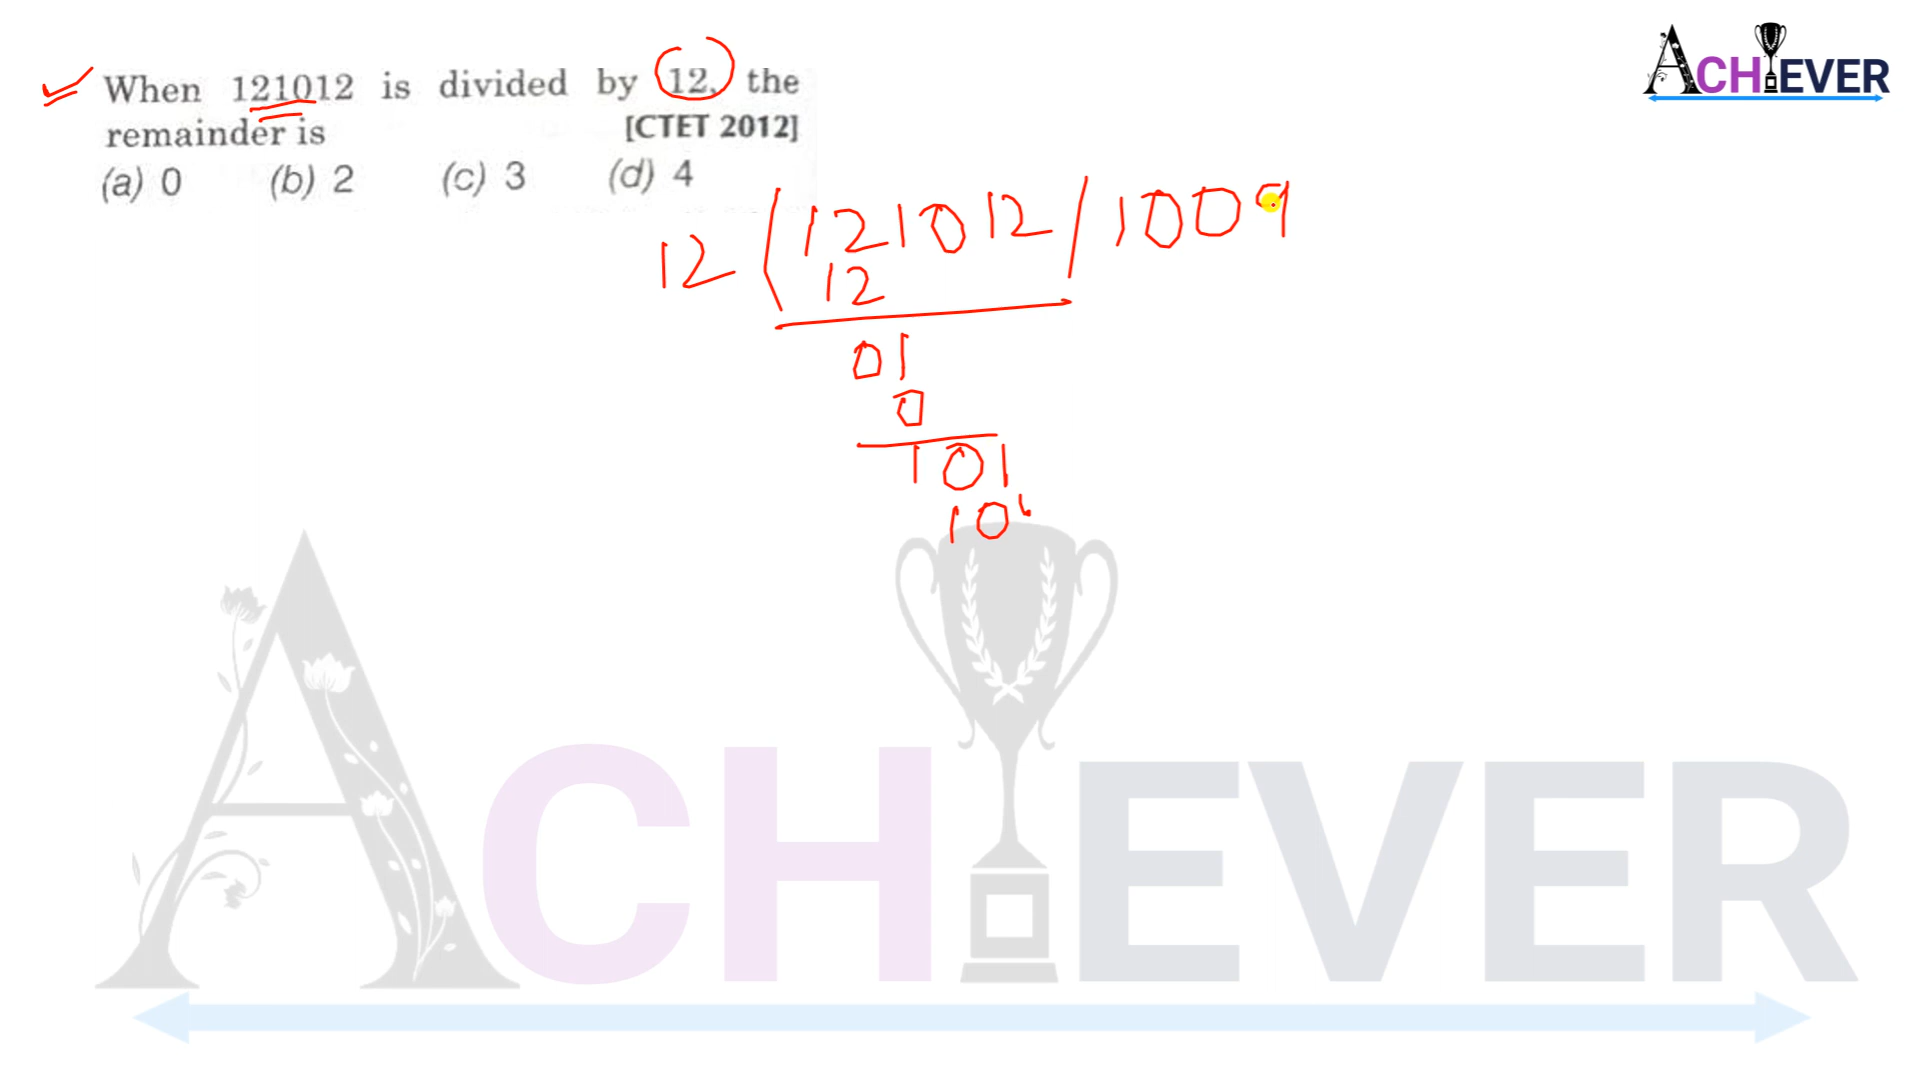 ACHIEVER
When 121012 is divided by 12, the
remainder is [CTET 2012]
(a) 0 (b) 2 (c) 3 (d) 4
12 ( 121012 / 1009
12
01
0
101
10
ACHIEVER